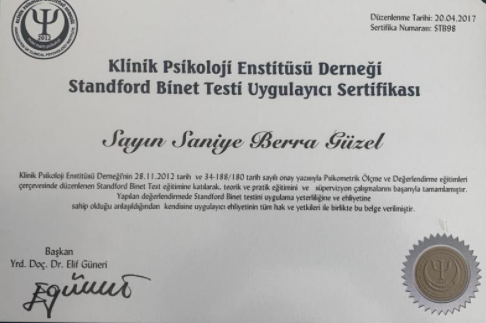 Düzenlenme Tarihi: 20.04.2017
Sertifika Numarası: STB98
2012
Klinik Psikoloji Enstitüsü Derneği
Standford Binet Testi Uygulayıcı Sertifikası
Sayın Saniye Berra Güzel
Klinik Psikoloji Enstitüsü Derneği'nin 28.11.2012 tarih ve 34-188/180 tarih sayılı onay yazısıyla Psikometrik Ölçme ve Değerlendirme eğitimleri
çerçevesinde düzenlenen Standford Binet Test eğitimine katılarak, teorik ve pratik eğitimini ve süpervizyon çalışmalarını başarıyla tamamlamıştır.
Yapılan değerlendirmede Standford Binet testini uygulama yeterliliğine ve ehliyetine
sahip olduğu anlaşıldığından kendisine uygulayıcı ehliyetinin tüm hak ve yetkileri ile birlikte bu belge verilmiştir.
Başkan
Yrd. Doç. Dr. Elif Güneri